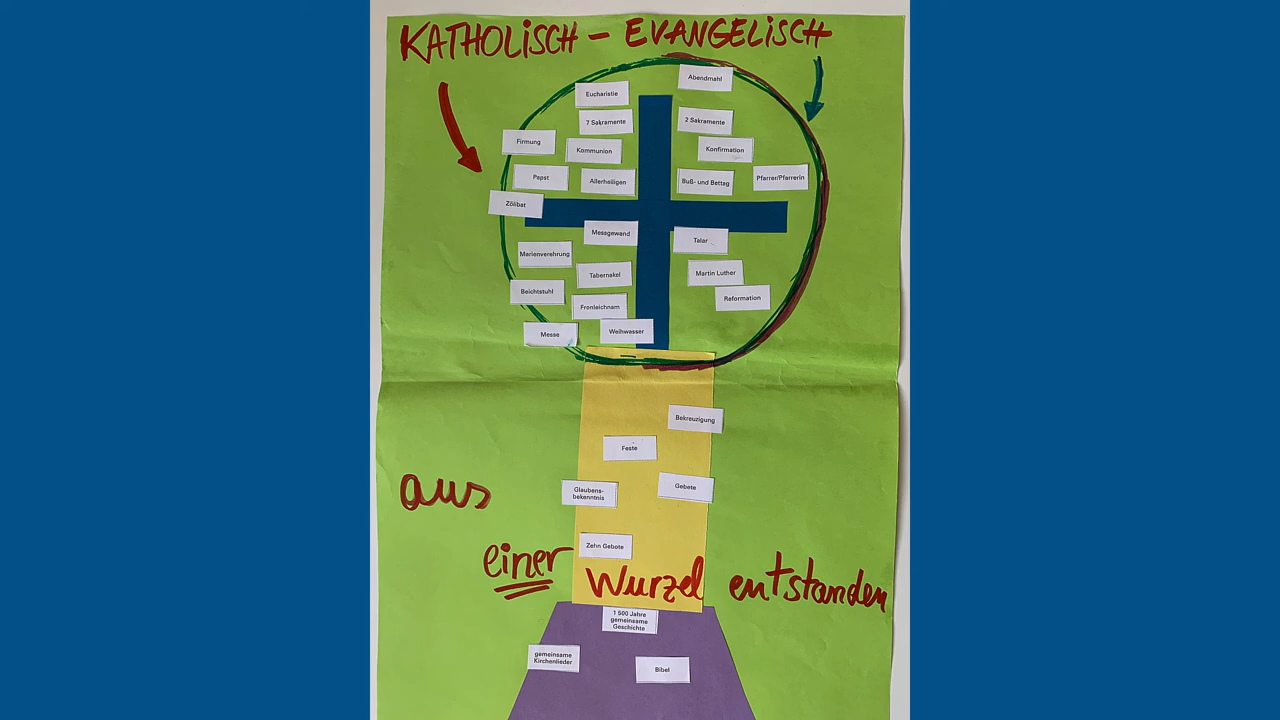 KATHOLISCH – EVANGELISCH
Eucharistie
7 Sakramente
Firmung
Kommunion
Papst
Allerheiligen
Zölibat
Messgewand
Marienverehrung
Tabernakel
Beichtstuhl
Fronleichnam
Messe
Weihwasser
Abendmahl
2 Sakramente
Konfirmation
Buß- und Bettag
Pfarrer/Pfarrerin
Talar
Martin Luther
Reformation
Bekreuzigung
Feste
Glaubens-
bekenntnis
Gebete
Zehn Gebote
aus
einer Wurzel entstanden
1 500 Jahre
gemeinsame
Geschichte
gemeinsame
Kirchenlieder
Bibel